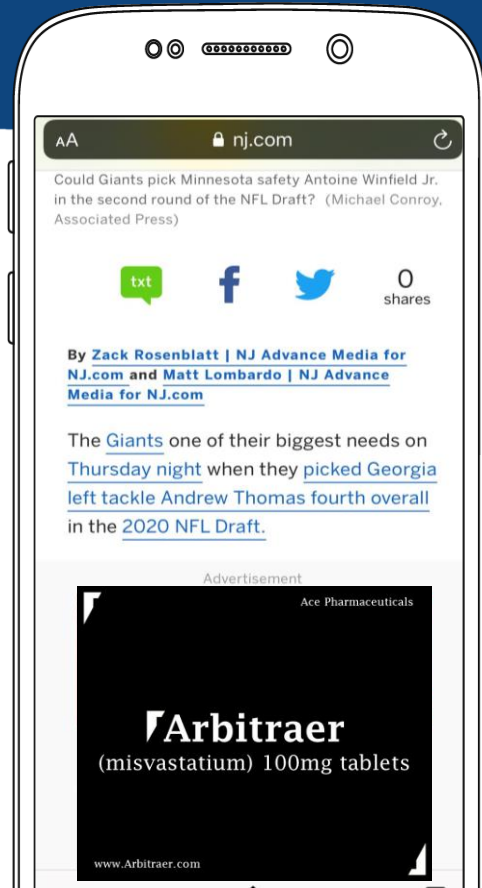 AA nj.com
Could Giants pick Minnesota safety Antoine Winfield Jr.
in the second round of the NFL Draft? (Michael Conroy,
Associated Press)
txt
0
shares
By Zack Rosenblatt | NJ Advance Media for
NJ.com and Matt Lombardo | NJ Advance
Media for NJ.com
The Giants one of their biggest needs on
Thursday night when they picked Georgia
left tackle Andrew Thomas fourth overall
in the 2020 NFL Draft.
Advertisement
Ace Pharmaceuticals
Arbitraer
(misvastatium) 100mg tablets
www.Arbitraer.com